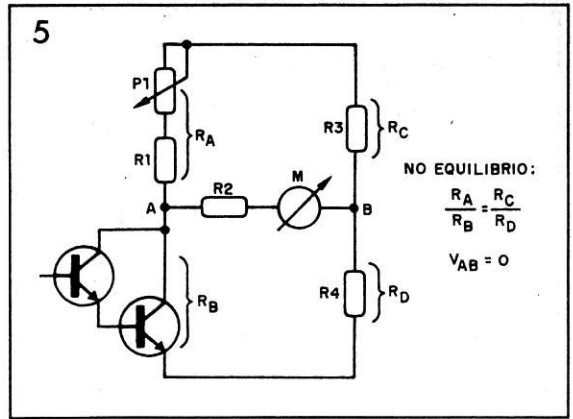 5
P1
R1
RA
R3
RC
M
A
R2
B
RB
R4
RD
NO EQUILIBRIO:
RA = RC
RB RD
VAB = 0